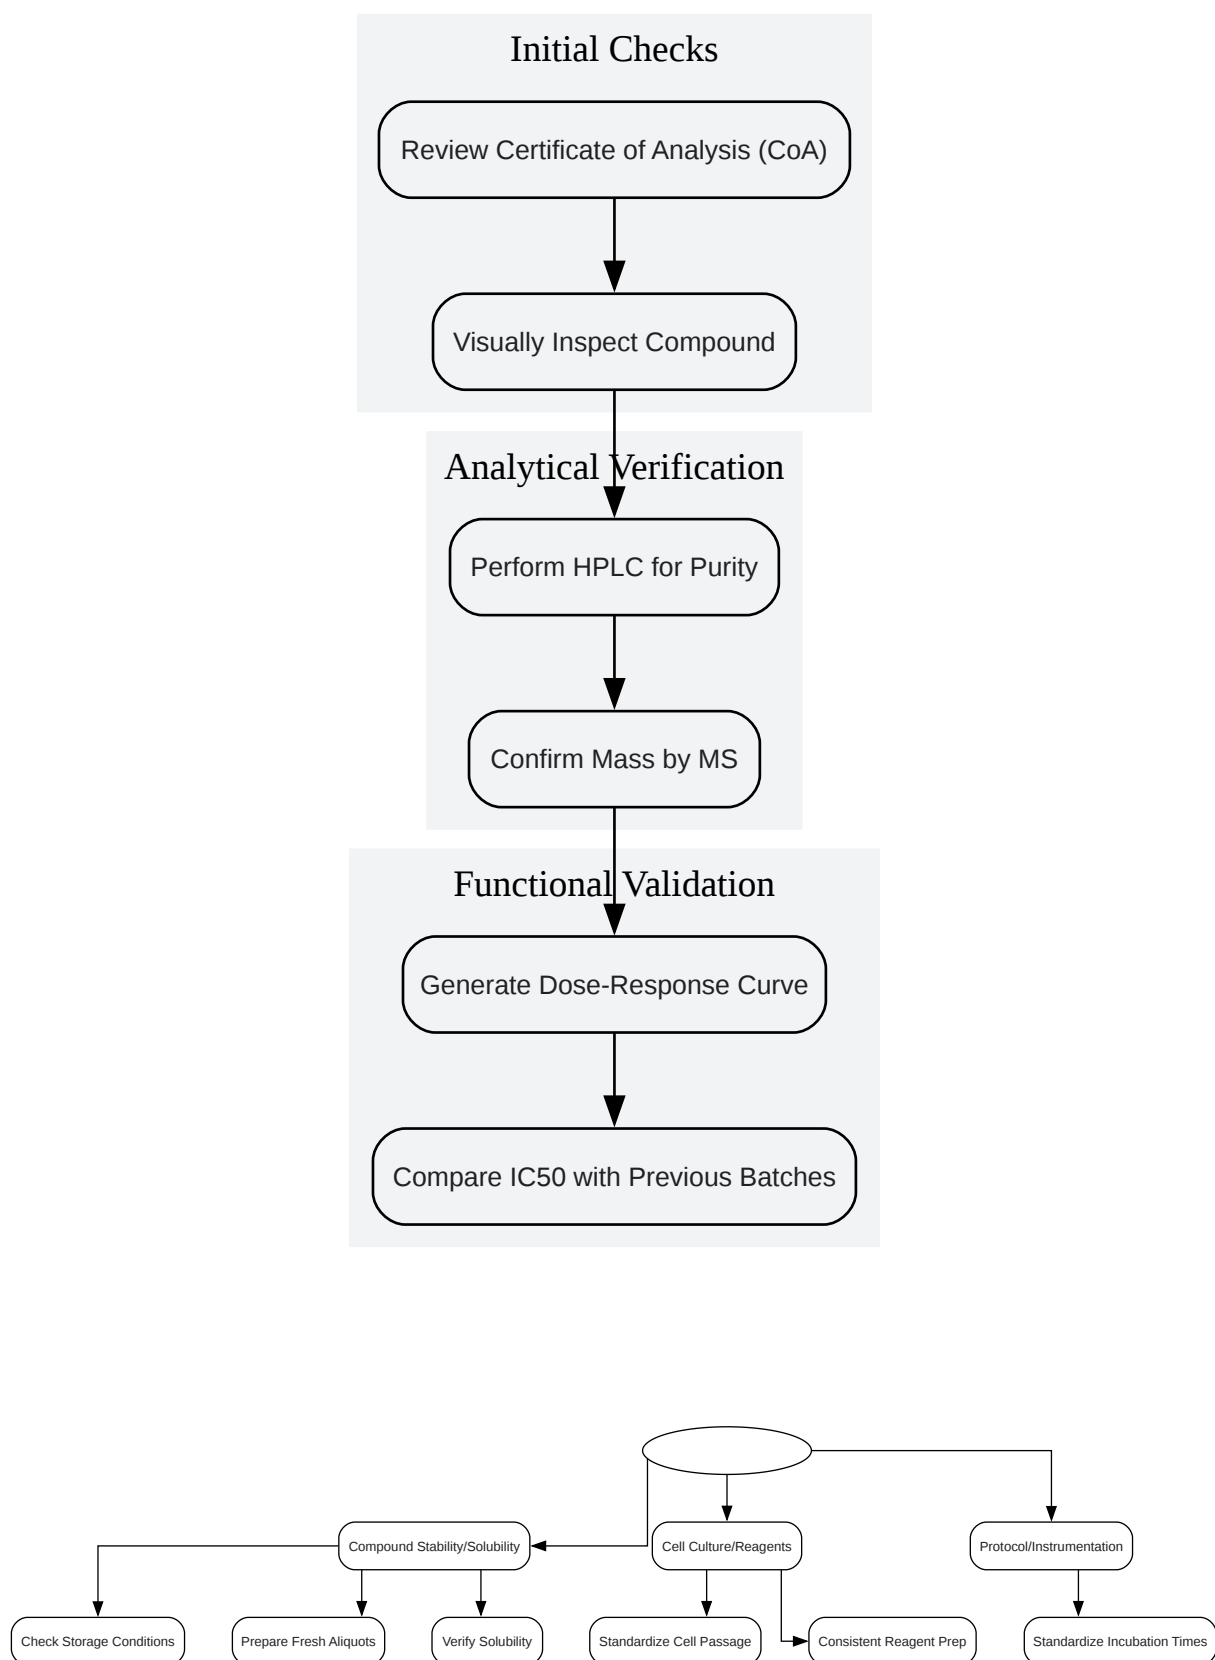 Initial Checks
Review Certificate of Analysis (CoA)
Visually Inspect Compound
Analytical Verification
Perform HPLC for Purity
Confirm Mass by MS
Functional Validation
Generate Dose-Response Curve
Compare IC50 with Previous Batches
Compound Stability/Solubility
Cell Culture/Reagents
Protocol/Instrumentation
Check Storage Conditions
Prepare Fresh Aliquots
Verify Solubility
Standardize Cell Passage
Consistent Reagent Prep
Standardize Incubation Times